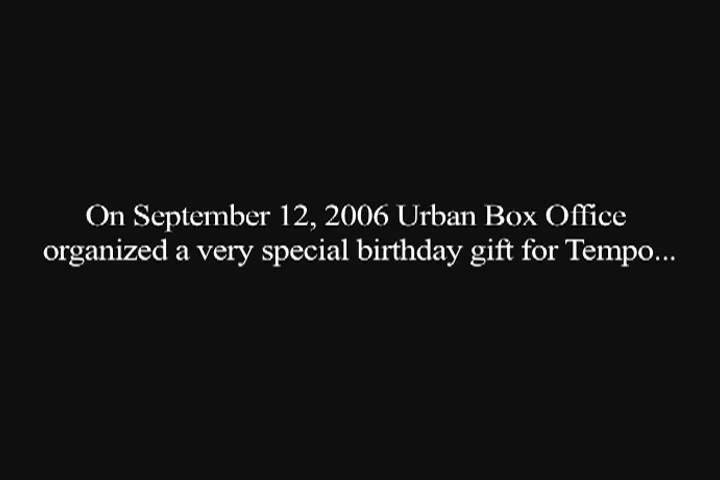 On September 12, 2006 Urban Box Office
organized a very special birthday gift for Tempo...